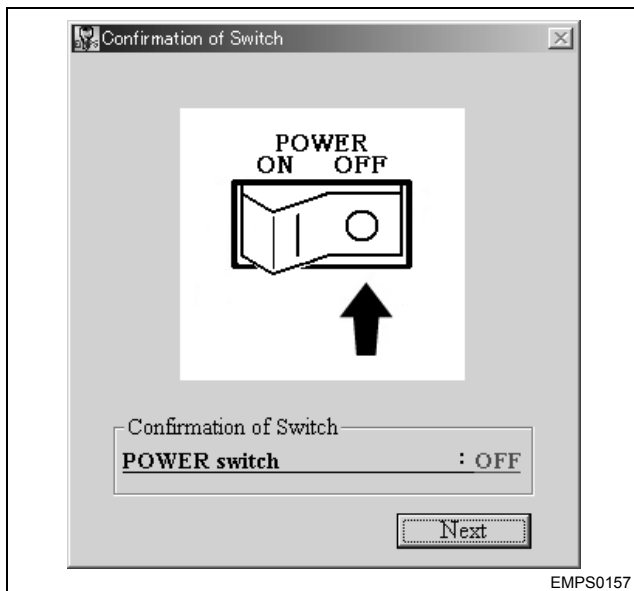 Confirmation of Switch
POWER
ON OFF
Confirmation of Switch
POWER switch : OFF
Next
EMPS0157